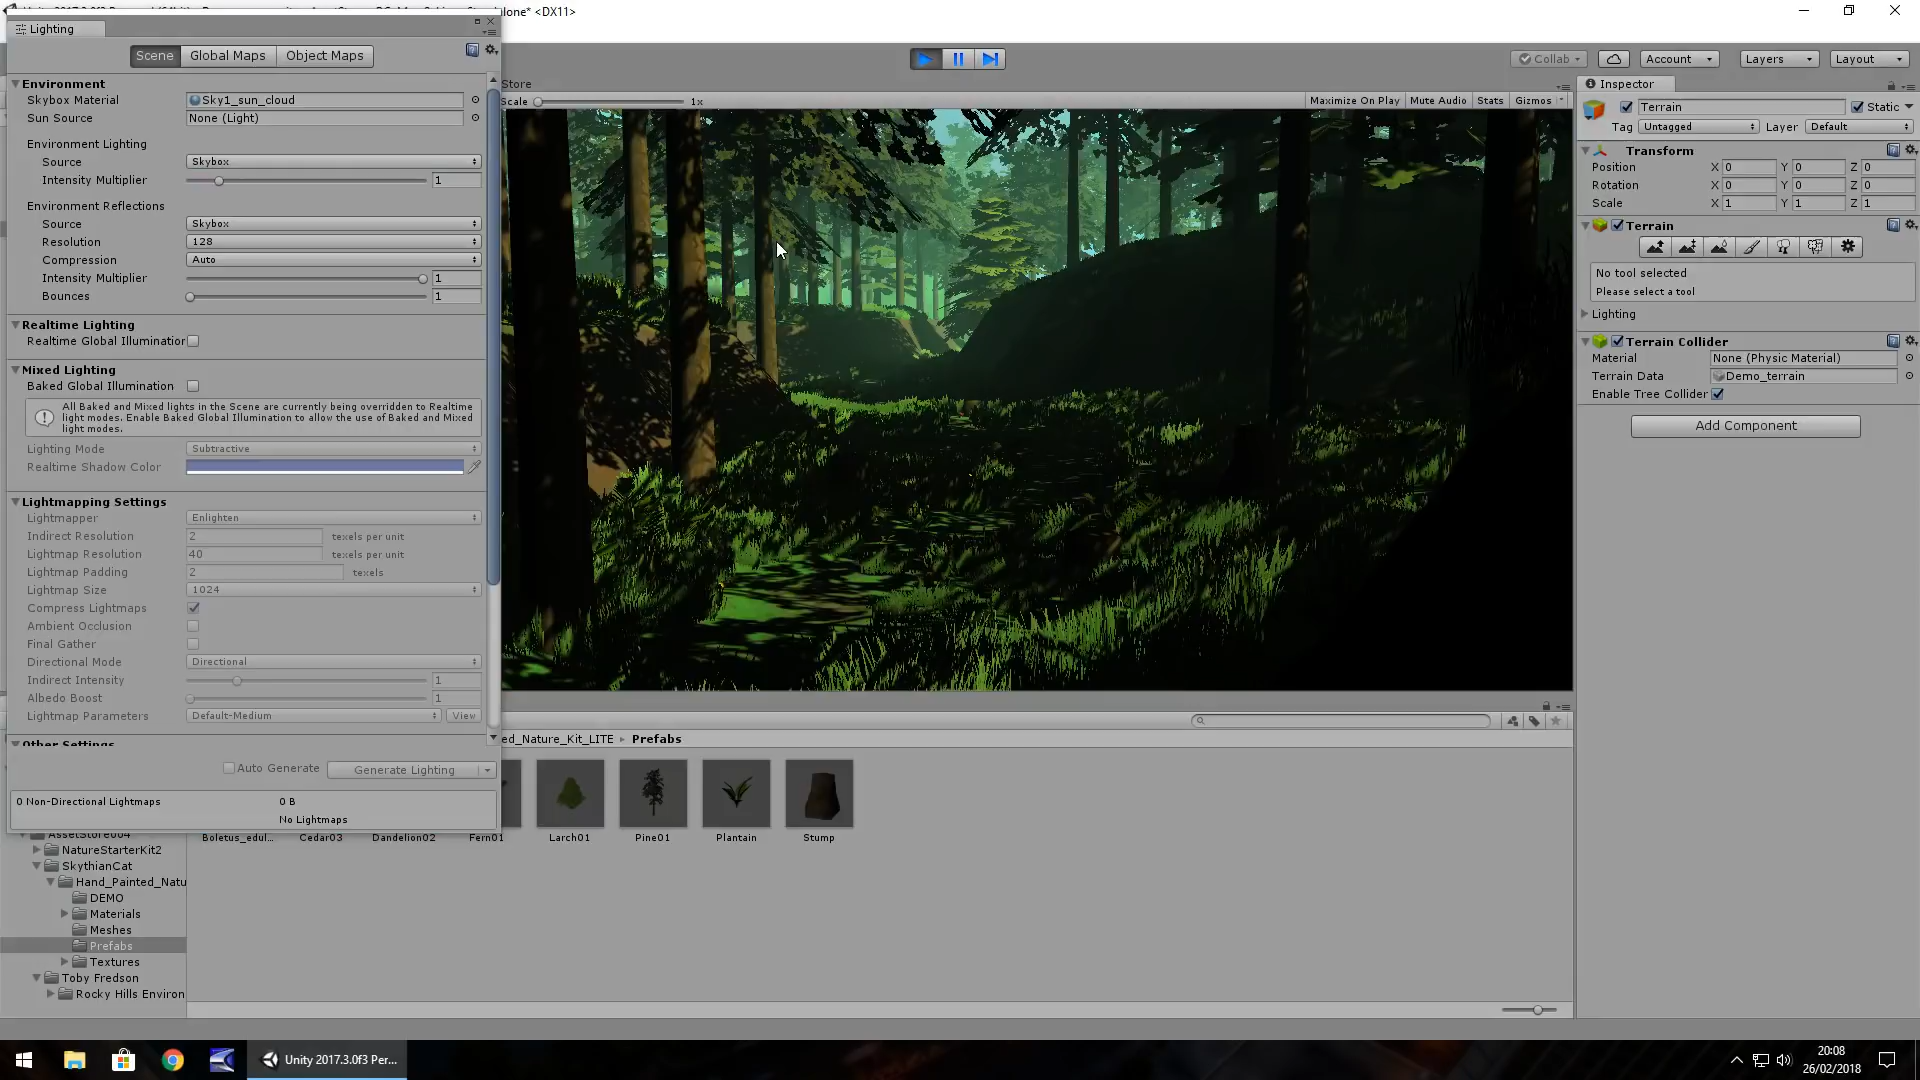 Standalone* <DX11>
Lighting
Scene Global Maps Object Maps
Environment
Skybox Material Sky1_sun_cloud
Sun Source None (Light)
Environment Lighting
Source Skybox
Intensity Multiplier 1
Environment Reflections
Source Skybox
Resolution 128
Compression Auto
Intensity Multiplier 1
Bounces 1
Realtime Lighting
Realtime Global Illumination
Mixed Lighting
Baked Global Illumination
All Baked and Mixed lights in the Scene are currently being overridden to Realtime
light modes. Enable Baked Global Illumination to allow the use of Baked and Mixed
light modes.
Lighting Mode Subtractive
Realtime Shadow Color
Lightmapping Settings
Lightmapper Enlighten
Indirect Resolution 2 texels per unit
Lightmap Resolution 40 texels per unit
Lightmap Padding 2 texels
Lightmap Size 1024
Compress Lightmaps
Ambient Occlusion
Final Gather
Directional Mode Directional
Indirect Intensity 1
Albedo Boost 1
Lightmap Parameters Default-Medium View
Other Settings
Auto Generate Generate Lighting
0 Non-Directional Lightmaps 0 B
No Lightmaps
Store
Scale 1x
Maximize On Play Mute Audio Stats Gizmos
Collab Account Layers Layout
Inspector
Terrain Static
Tag Untagged Layer Default
Transform
Position X 0 Y 0 Z 0
Rotation X 0 Y 0 Z 0
Scale X 1 Y 1 Z 1
Terrain
No tool selected
Please select a tool
Lighting
Terrain Collider
Material None (Physic Material)
Terrain Data Demo_terrain
Enable Tree Collider
Add Component
ed_Nature_Kit_LITE Prefabs
Boletus_edul... Cedar03 Dandelion02 Fern01 Larch01 Pine01 Plantain Stump
AssetStore004
NatureStarterKit2
SkythianCat
Hand_Painted_Natu
DEMO
Materials
Meshes
Prefabs
Textures
Toby Fredson
Rocky Hills Environ
Unity 2017.3.0f3 Per...
20:08
26/02/2018